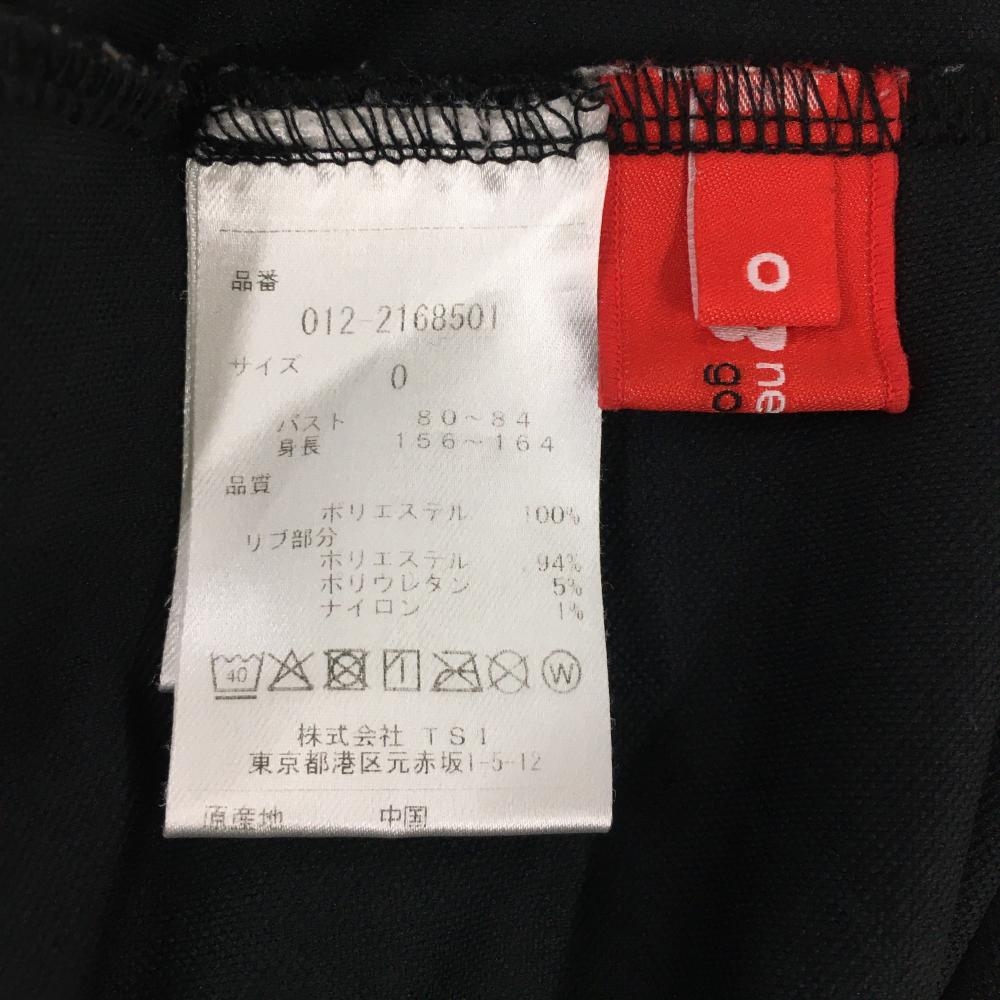 品番
012-2168501
サイズ 0
バスト 80~84
身長 156~164
品質
ポリエステル 100%
リブ部分
ポリエステル 94%
ポリウレタン 5%
ナイロン 1%
40 W
株式会社 TSI
東京都港区元赤坂1-5-12
原産地 中国
0
ne
go